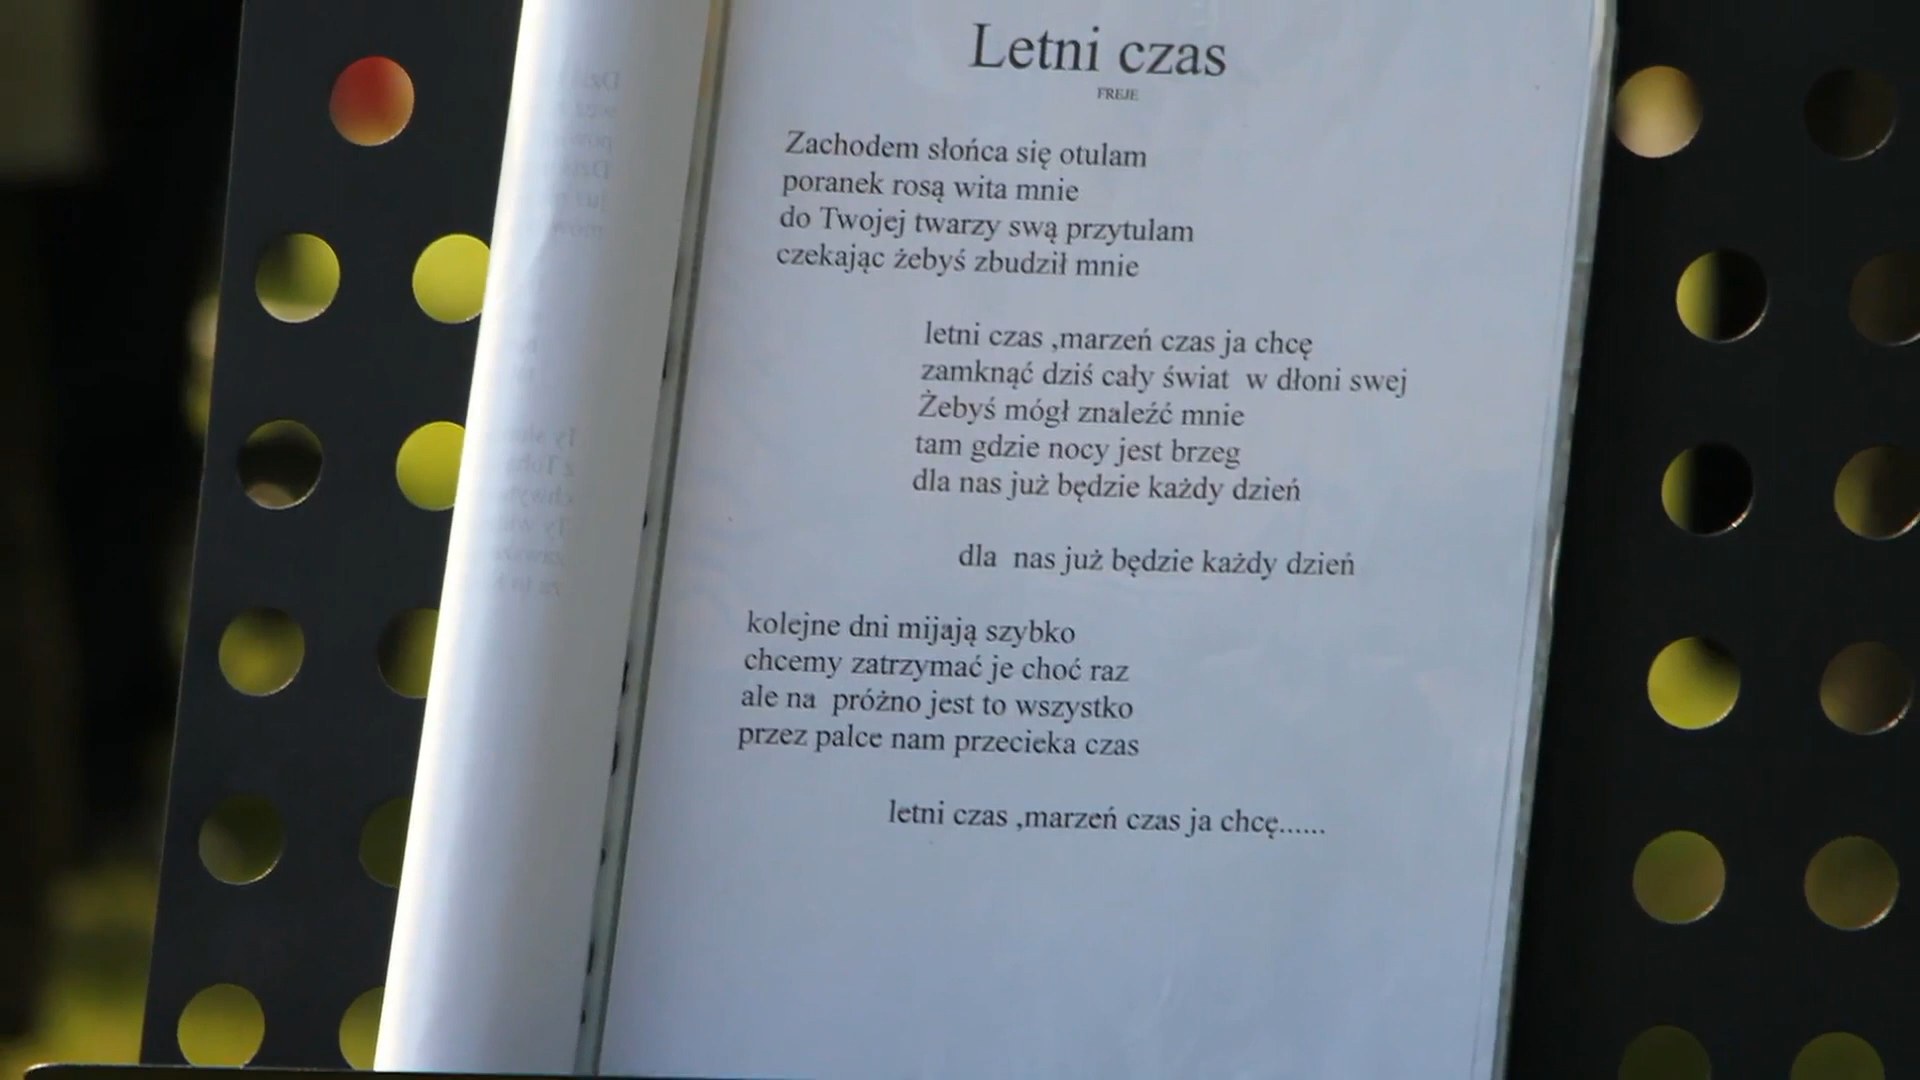 Letni czas
FREJE
Zachodem słońca się otulam
poranek rosą wita mnie
do Twojej twarzy swą przytulam
czekając żebyś zbudził mnie
letni czas ,marzeń czas ja chcę
zamknąć dziś cały świat w dłoni swej
Żebyś mógł znaleźć mnie
tam gdzie nocy jest brzeg
dla nas już będzie każdy dzień
dla nas już będzie każdy dzień
kolejne dni mijają szybko
chcemy zatrzymać je choć raz
ale na próżno jest to wszystko
przez palce nam przecieka czas
letni czas ,marzeń czas ja chcę......